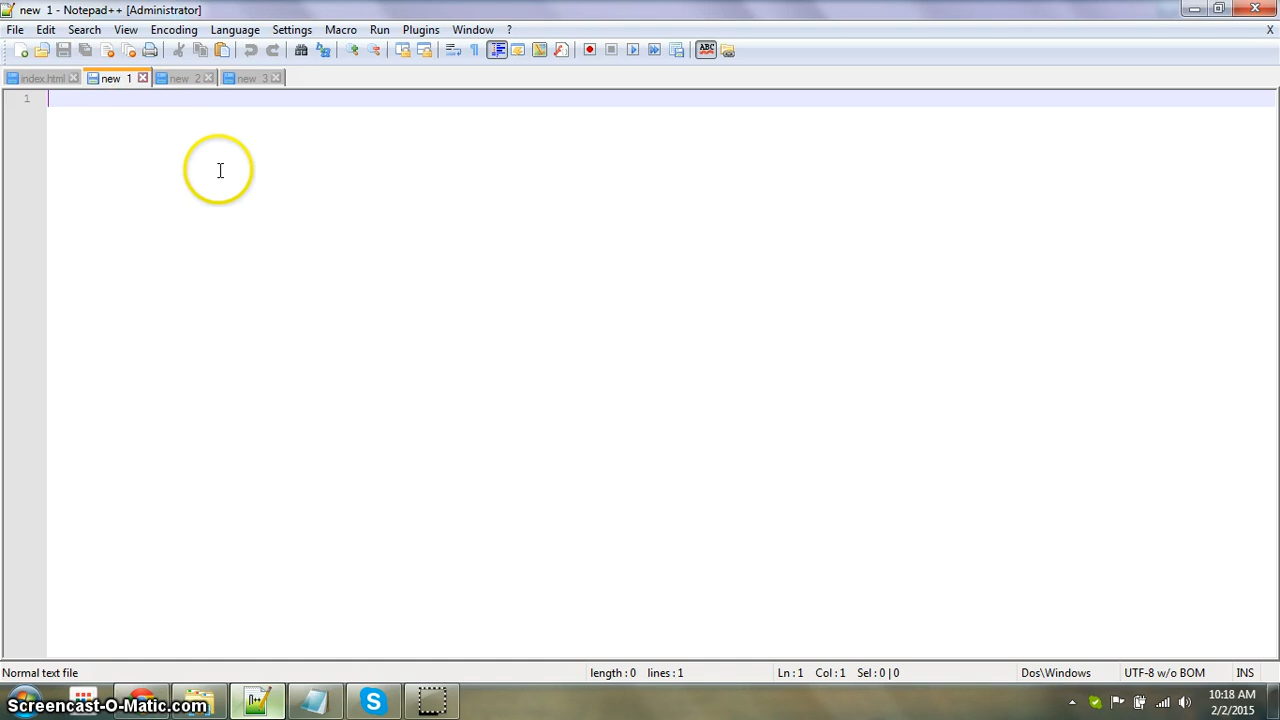 new 1 - Notepad++ [Administrator]
File Edit Search View Encoding Language Settings Macro Run Plugins Window ? X
ABC
index.html new 1 new 2 new 3
1
Normal text file length : 0 lines : 1 Ln : 1 Col : 1 Sel : 0 | 0 Dos\Windows UTF-8 w/o BOM INS
10:18 AM
Screencast-O-Matic.com 2/2/2015